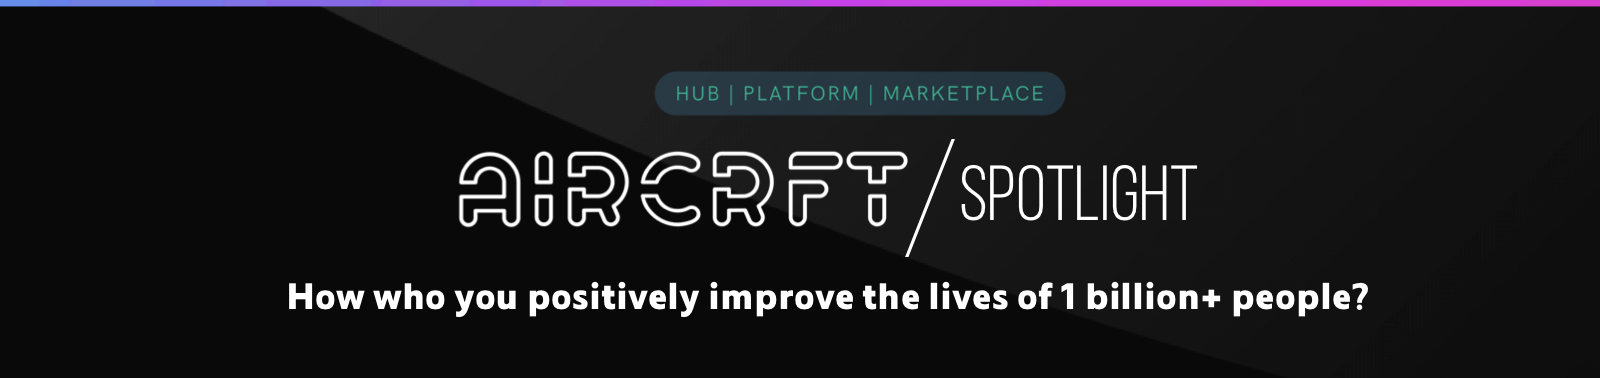 HUB | PLATFORM | MARKETPLACE
AIRCRFT/SPOTLIGHT
How who you positively improve the lives of 1 billion+ people?